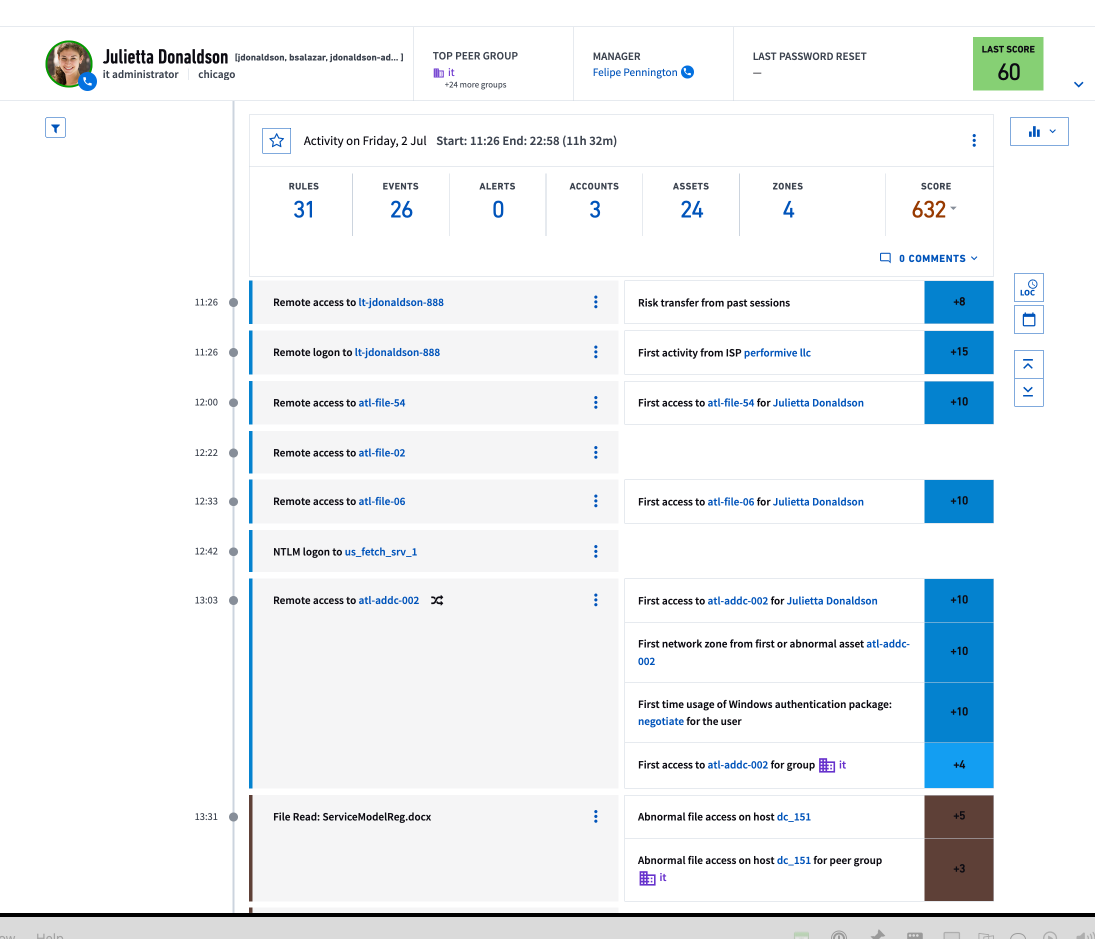 Julietta Donaldson [jdonaldson, bsalazar, jdonaldson-ad... ]
it administrator chicago
TOP PEER GROUP
it
+24 more groups
MANAGER
Felipe Pennington
LAST PASSWORD RESET
—
LAST SCORE
60
Activity on Friday, 2 Jul Start: 11:26 End: 22:58 (11h 32m)
RULES EVENTS ALERTS ACCOUNTS ASSETS ZONES SCORE
31 26 0 3 24 4 632
0 COMMENTS
LOC
11:26 Remote access to lt-jdonaldson-888 Risk transfer from past sessions +8
11:26 Remote logon to lt-jdonaldson-888 First activity from ISP performive llc +15
12:00 Remote access to atl-file-54 First access to atl-file-54 for Julietta Donaldson +10
12:22 Remote access to atl-file-02
12:33 Remote access to atl-file-06 First access to atl-file-06 for Julietta Donaldson +10
12:42 NTLM logon to us_fetch_srv_1
13:03 Remote access to atl-addc-002 First access to atl-addc-002 for Julietta Donaldson +10
First network zone from first or abnormal asset atl-addc-
002
+10
First time usage of Windows authentication package:
negotiate for the user
+10
First access to atl-addc-002 for group it +4
13:31 File Read: ServiceModelReg.docx Abnormal file access on host dc_151 +5
Abnormal file access on host dc_151 for peer group
it
+3
Help